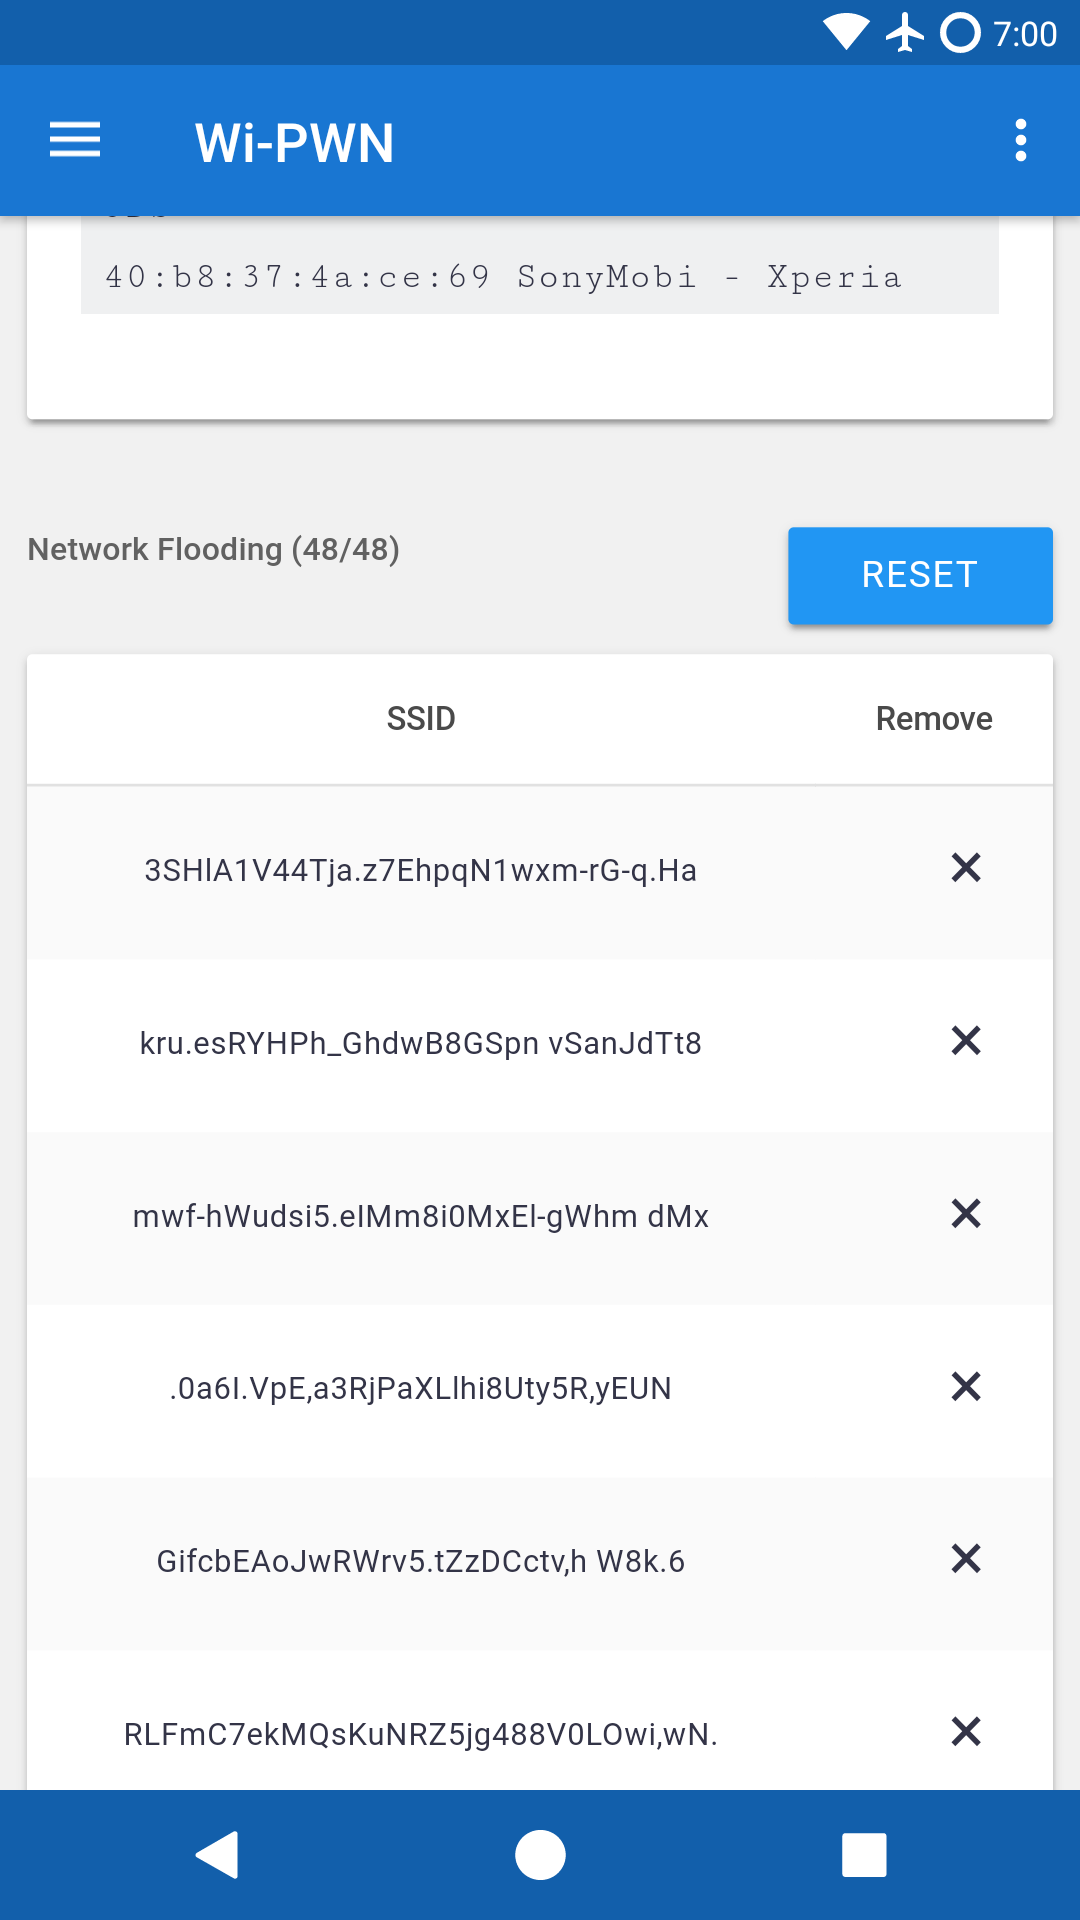 7:00
Wi-PWN
40:b8:37:4a:ce:69 SonyMobi - Xperia
Network Flooding (48/48)
RESET
SSID Remove
3SHlA1V44Tja.z7EhpqN1wxm-rG-q.Ha
kru.esRYHPh_GhdwB8GSpn vSanJdTt8
mwf-hWudsi5.eIMm8i0MxEl-gWhm dMx
.0a6I.VpE,a3RjPaXLlhi8Uty5R,yEUN
GifcbEAoJwRWrv5.tZzDCctv,h W8k.6
RLFmC7ekMQsKuNRZ5jg488V0LOwi,wN.